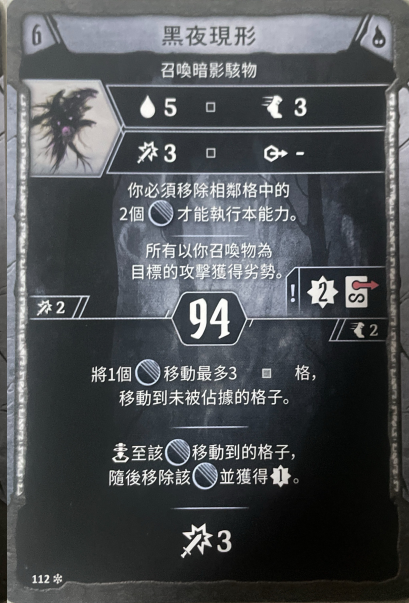 6 黑夜現形
召喚暗影駭物
5 3
3 -
你必須移除相鄰格中的
2個 才能執行本能力。
所有以你召喚物為
目標的攻擊獲得劣勢。
! 2 S
2
94
2
將1個 移動最多3 格，
移動到未被佔據的格子。
至該 移動到的格子，
隨後移除該 並獲得 1 。
3
112